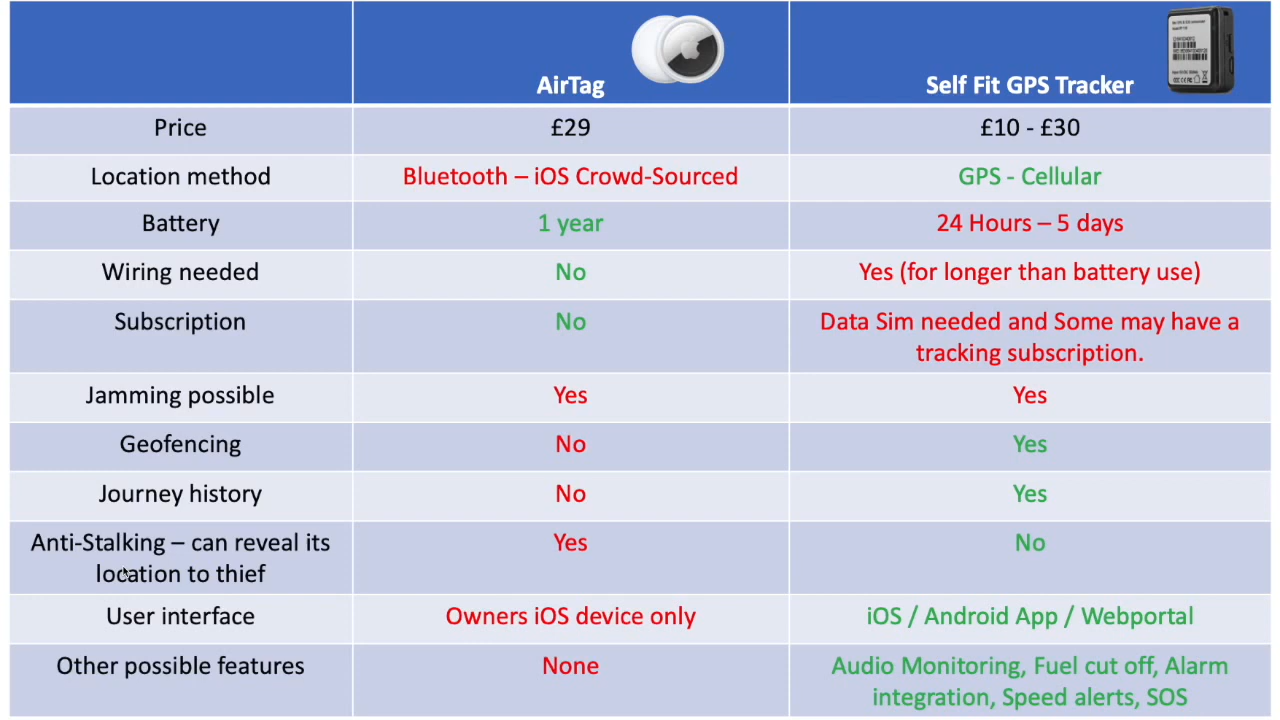 AirTag
Self Fit GPS Tracker
Price
£29
£10 - £30
Location method
Bluetooth – iOS Crowd-Sourced
GPS - Cellular
Battery
1 year
24 Hours – 5 days
Wiring needed
No
Yes (for longer than battery use)
Subscription
No
Data Sim needed and Some may have a
tracking subscription.
Jamming possible
Yes
Yes
Geofencing
No
Yes
Journey history
No
Yes
Anti-Stalking – can reveal its
location to thief
Yes
No
User interface
Owners iOS device only
iOS / Android App / Webportal
Other possible features
None
Audio Monitoring, Fuel cut off, Alarm
integration, Speed alerts, SOS